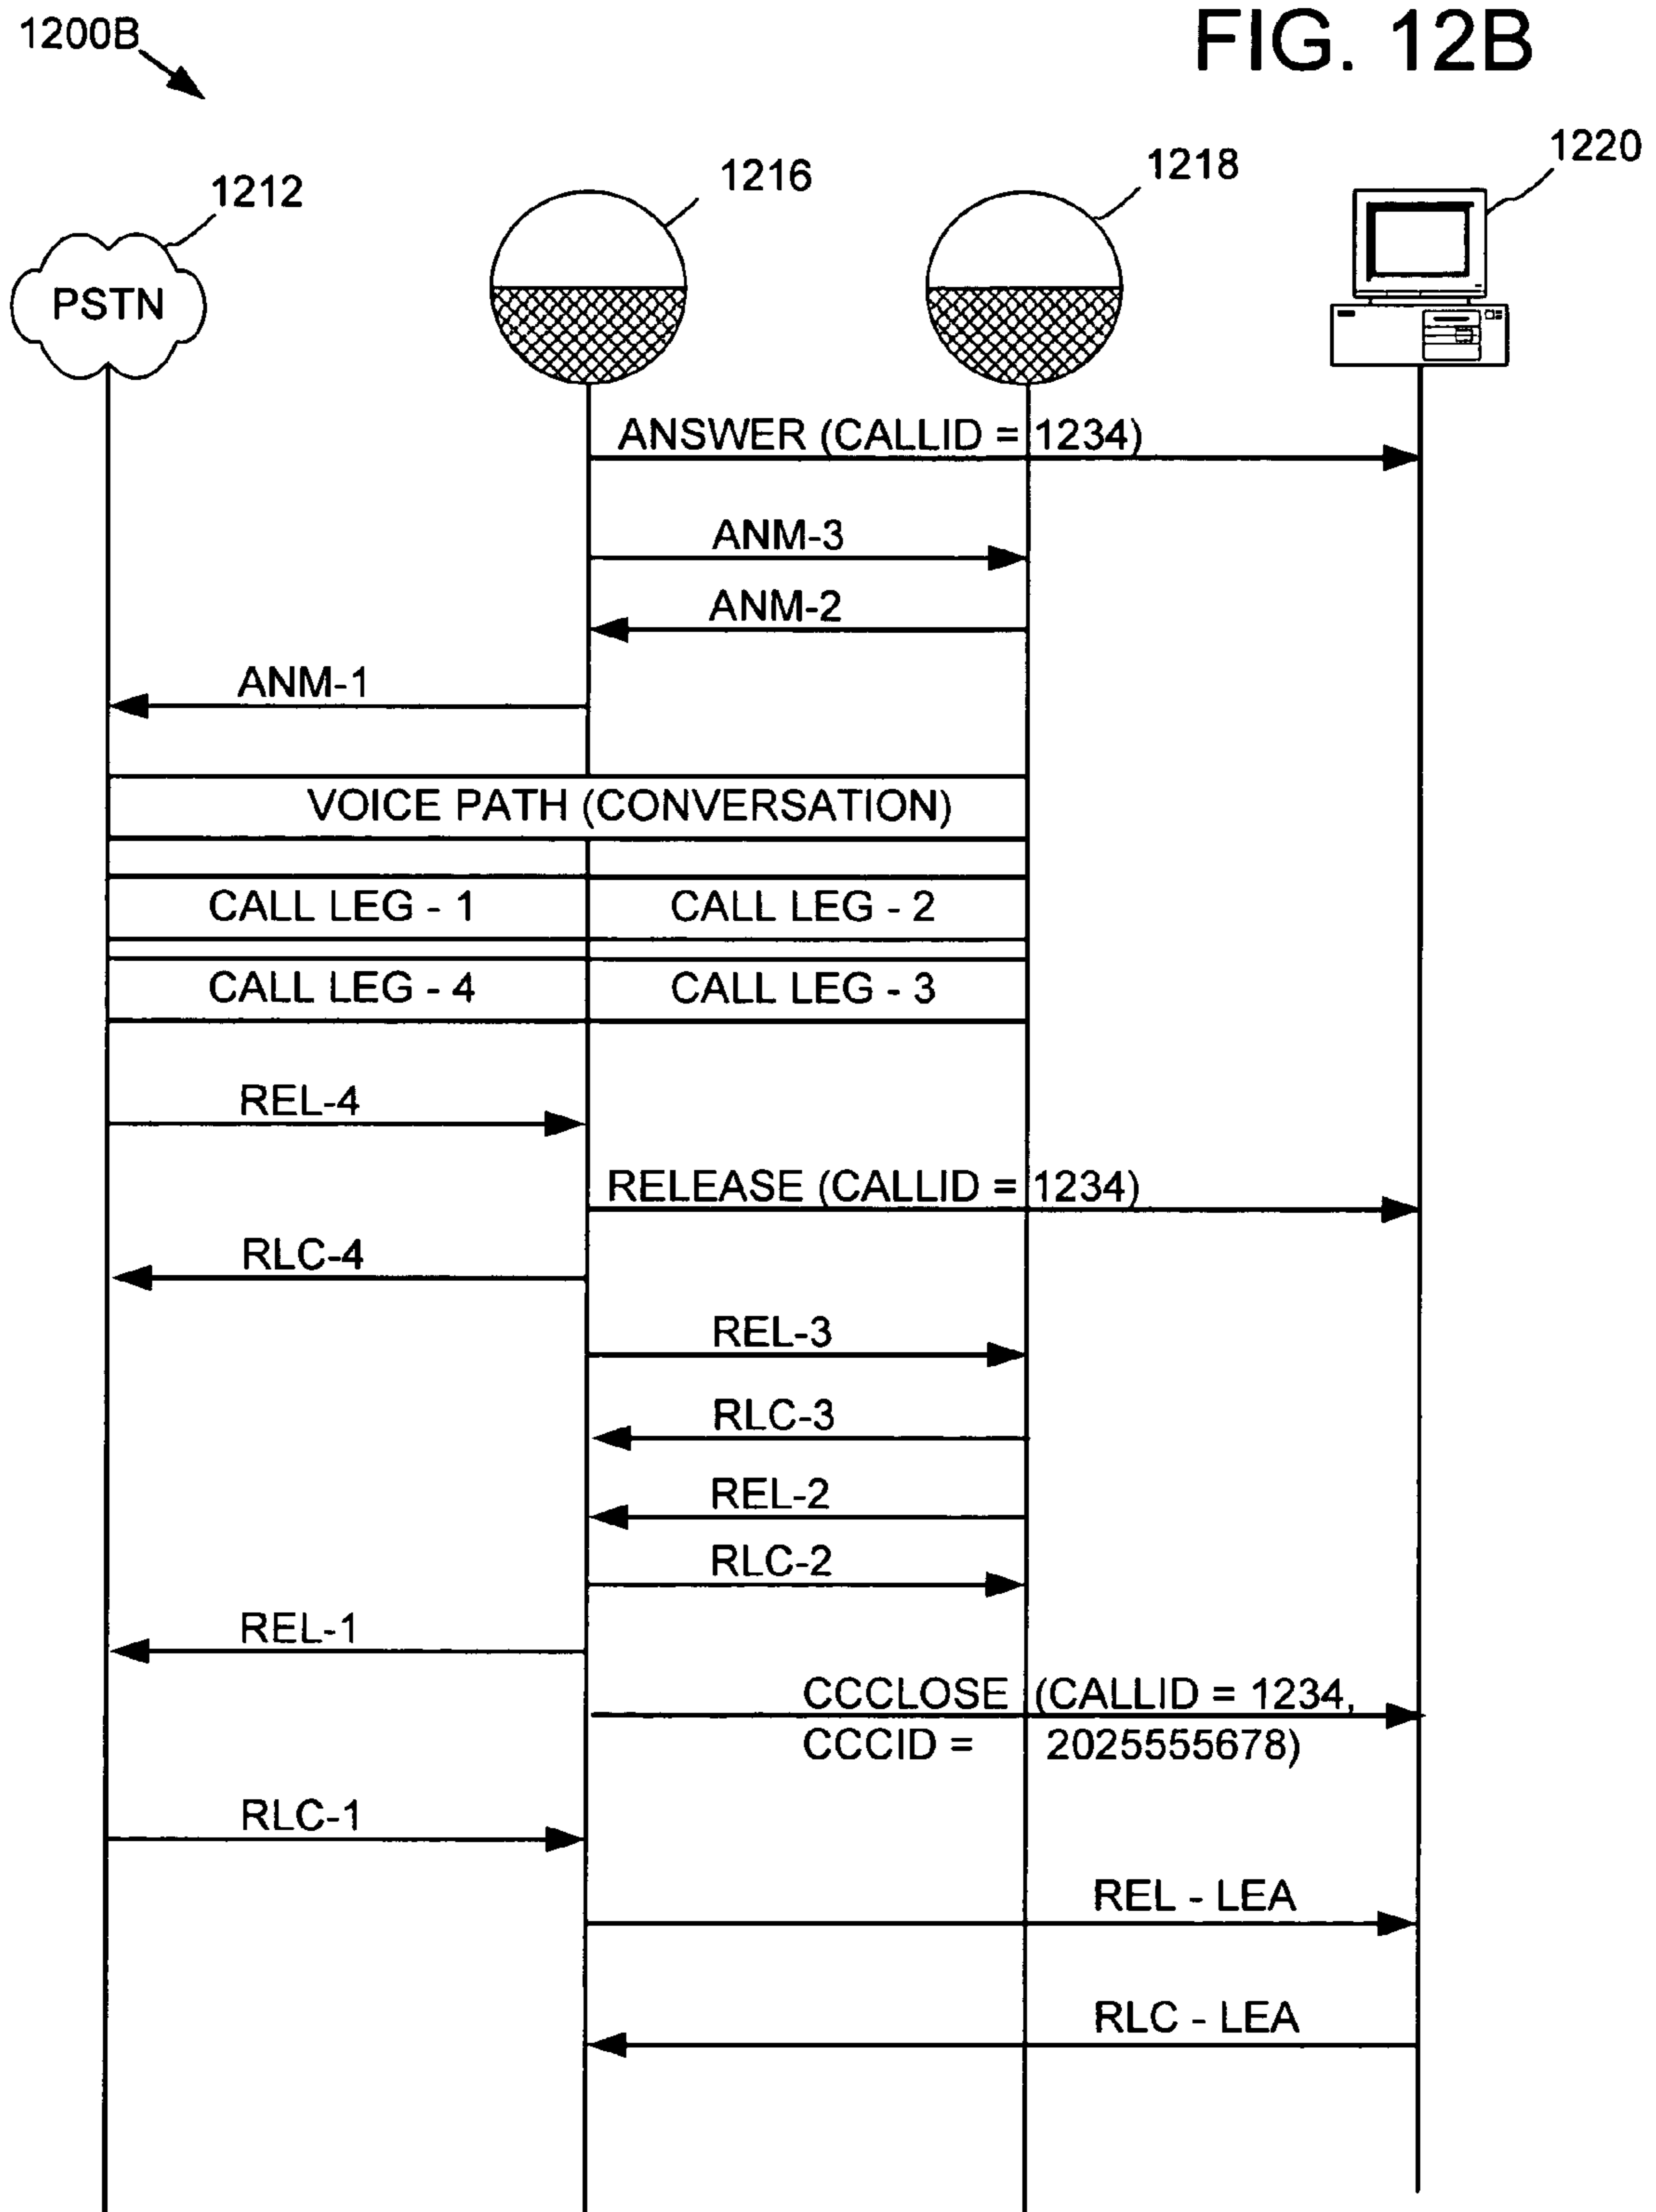 1200B
FIG. 12B
1212
1216
1218
1220
PSTN
ANSWER (CALLID = 1234)
ANM-3
ANM-2
ANM-1
VOICE PATH (CONVERSATION)
CALL LEG - 1
CALL LEG - 2
CALL LEG - 4
CALL LEG - 3
REL-4
RELEASE (CALLID = 1234)
RLC-4
REL-3
RLC-3
REL-2
RLC-2
REL-1
CCCLOSE (CALLID = 1234,
CCCID = 2025555678)
RLC-1
REL - LEA
RLC - LEA